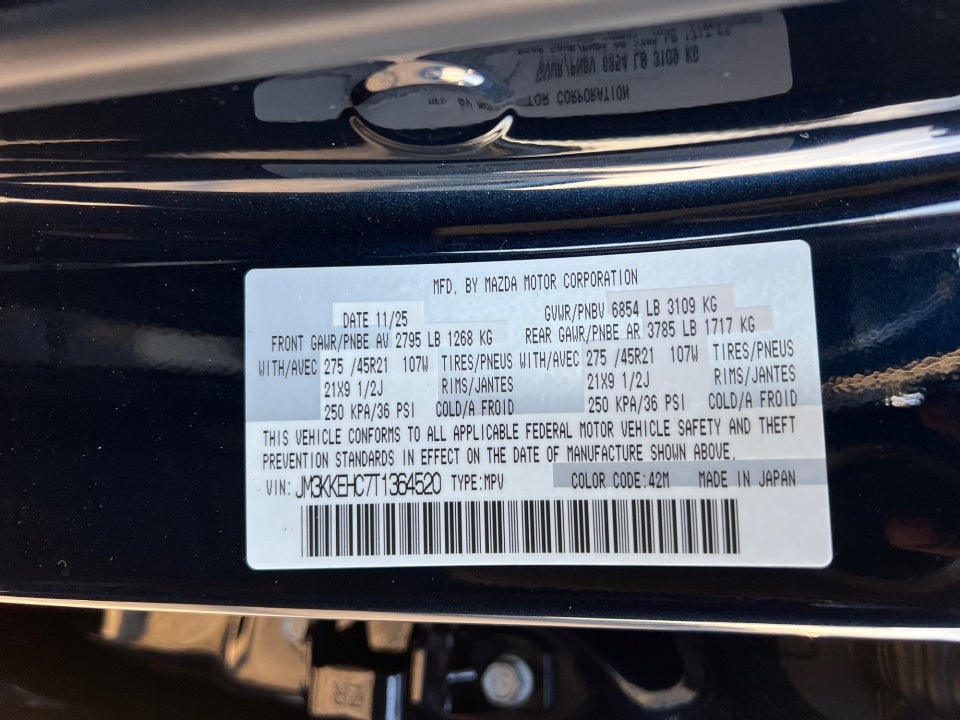 MFD. BY MAZDA MOTOR CORPORATION
DATE 11/25 GVWR/PNBV 6854 LB 3109 KG
FRONT GAWR/PNBE AV 2795 LB 1268 KG REAR GAWR/PNBE AR 3785 LB 1717 KG
WITH/AVEC 275 /45R21 107W TIRES/PNEUS WITH/AVEC 275 /45R21 107W TIRES/PNEUS
21X9 1/2J RIMS/JANTES 21X9 1/2J RIMS/JANTES
250 KPA/36 PSI COLD/A FROID 250 KPA/36 PSI COLD/A FROID
THIS VEHICLE CONFORMS TO ALL APPLICABLE FEDERAL MOTOR VEHICLE SAFETY AND THEFT
PREVENTION STANDARDS IN EFFECT ON THE DATE OF MANUFACTURE SHOWN ABOVE.
VIN: JM3KKEHC7T1364520 TYPE:MPV COLOR CODE:42M MADE IN JAPAN